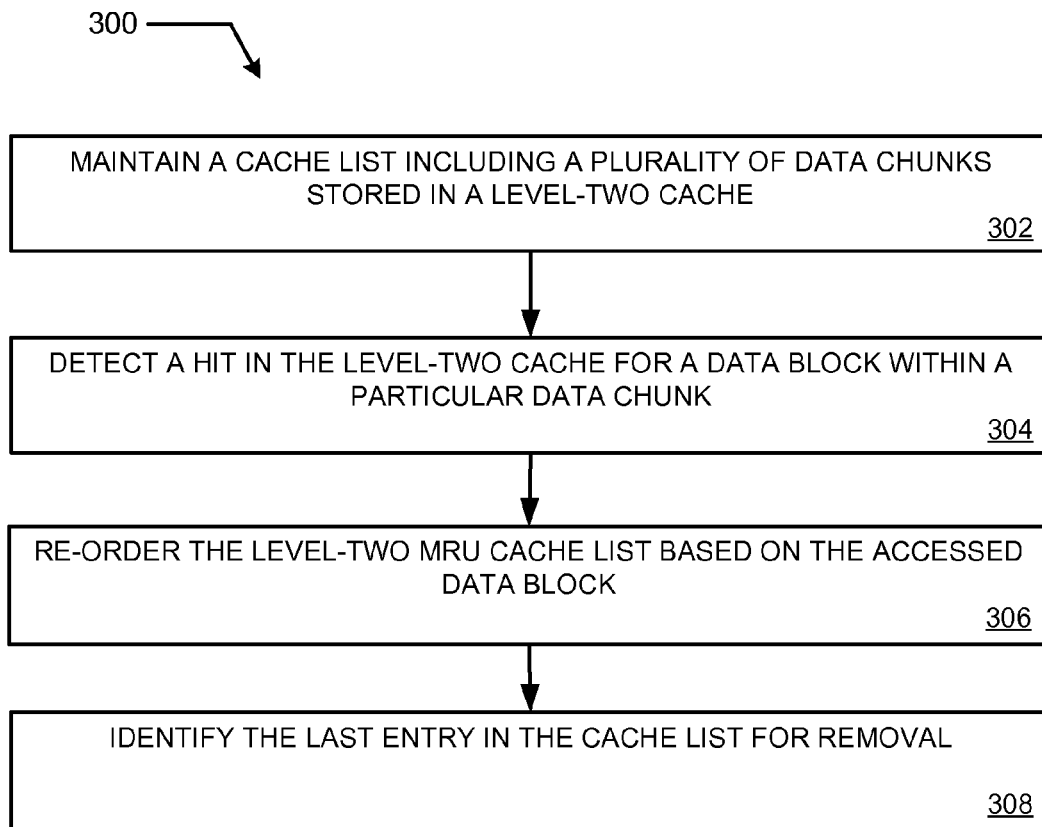 300
MAINTAIN A CACHE LIST INCLUDING A PLURALITY OF DATA CHUNKS
STORED IN A LEVEL-TWO CACHE
302
DETECT A HIT IN THE LEVEL-TWO CACHE FOR A DATA BLOCK WITHIN A
PARTICULAR DATA CHUNK
304
RE-ORDER THE LEVEL-TWO MRU CACHE LIST BASED ON THE ACCESSED
DATA BLOCK
306
IDENTIFY THE LAST ENTRY IN THE CACHE LIST FOR REMOVAL
308